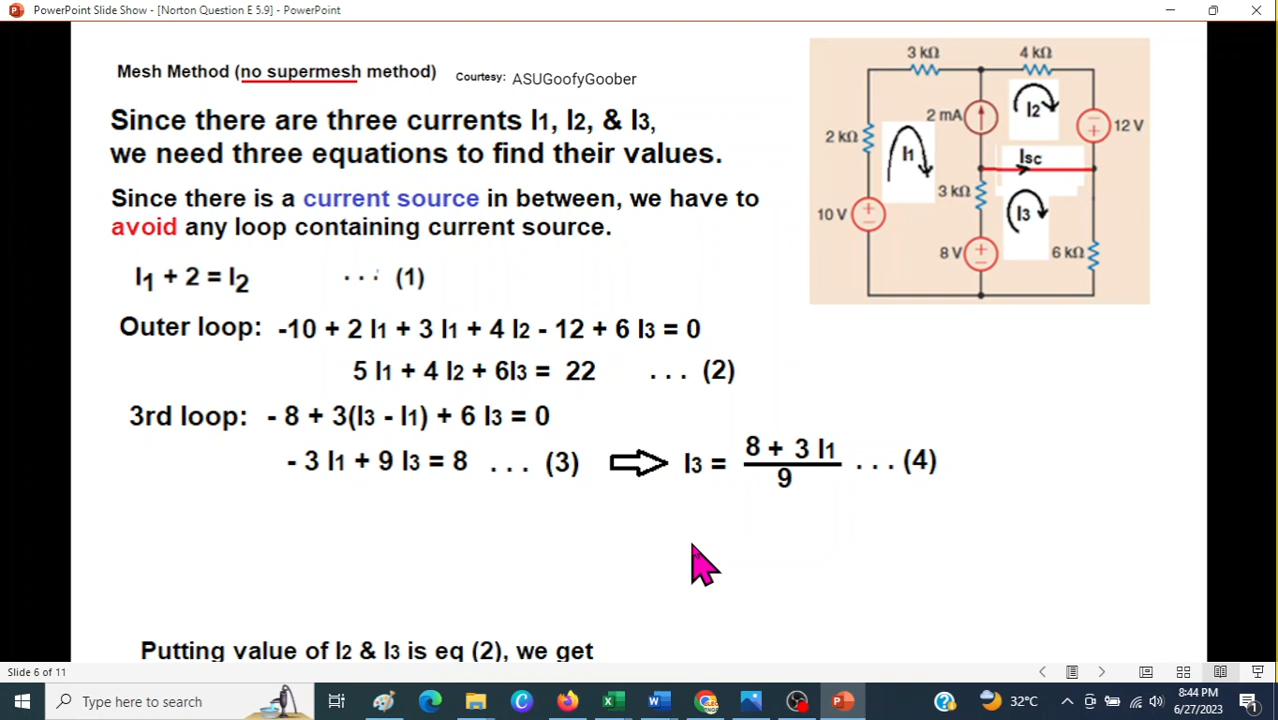 PowerPoint Slide Show - [Norton Question E 5.9] - PowerPoint
Mesh Method (no supermesh method) Courtesy: ASUGoofyGoober
Since there are three currents I1, I2, & I3,
we need three equations to find their values.
Since there is a current source in between, we have to
avoid any loop containing current source.
I1 + 2 = I2 . . . (1)
Outer loop: -10 + 2 I1 + 3 I1 + 4 I2 - 12 + 6 I3 = 0
5 I1 + 4 I2 + 6I3 = 22 . . . (2)
3rd loop: - 8 + 3(I3 - I1) + 6 I3 = 0
- 3 I1 + 9 I3 = 8 . . . (3) ⇒ I3 = 8 + 3 I1 . . . (4)
9
Putting value of I2 & I3 is eq (2), we get
3 kΩ 4 kΩ
2 mA I2 12 V
2 kΩ I1
Isc
3 kΩ
10 V I3
8 V 6 kΩ
Slide 6 of 11
Type here to search
32°C
8:44 PM
6/27/2023
1